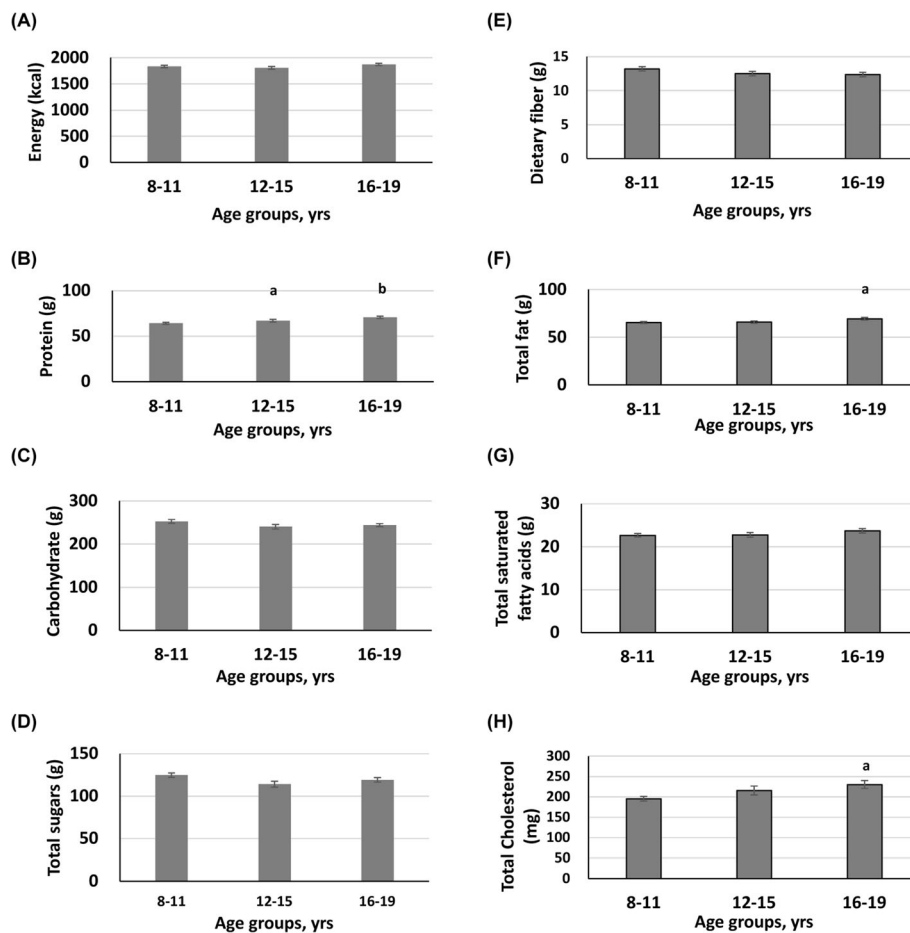 (A)
Energy (kcal)
2000
1500
1000
500
0
8-11 12-15 16-19
Age groups, yrs
(B)
Protein (g)
100
50
0
a b
8-11 12-15 16-19
Age groups, yrs
(C)
Carbohydrate (g)
300
200
100
0
8-11 12-15 16-19
Age groups, yrs
(D)
Total sugars (g)
150
100
50
0
8-11 12-15 16-19
Age groups, yrs
(E)
Dietary fiber (g)
15
10
5
0
8-11 12-15 16-19
Age groups, yrs
(F)
Total fat (g)
100
50
0
a
8-11 12-15 16-19
Age groups, yrs
(G)
Total saturated
fatty acids (g)
30
20
10
0
8-11 12-15 16-19
Age groups, yrs
(H)
Total Cholesterol
(mg)
300
250
200
150
100
50
0
a
8-11 12-15 16-19
Age groups, yrs